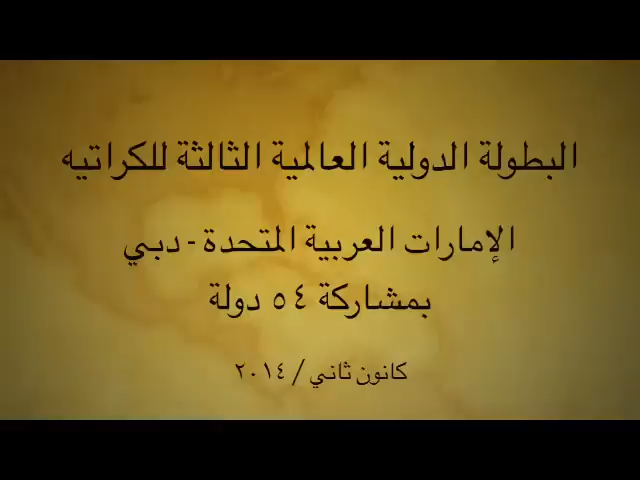 البطولة الدولية العالمية الثالثة للكراتيه
الإمارات العربية المتحدة - دبي
بمشاركة ٥٤ دولة
كانون ثاني / ٢٠١٤